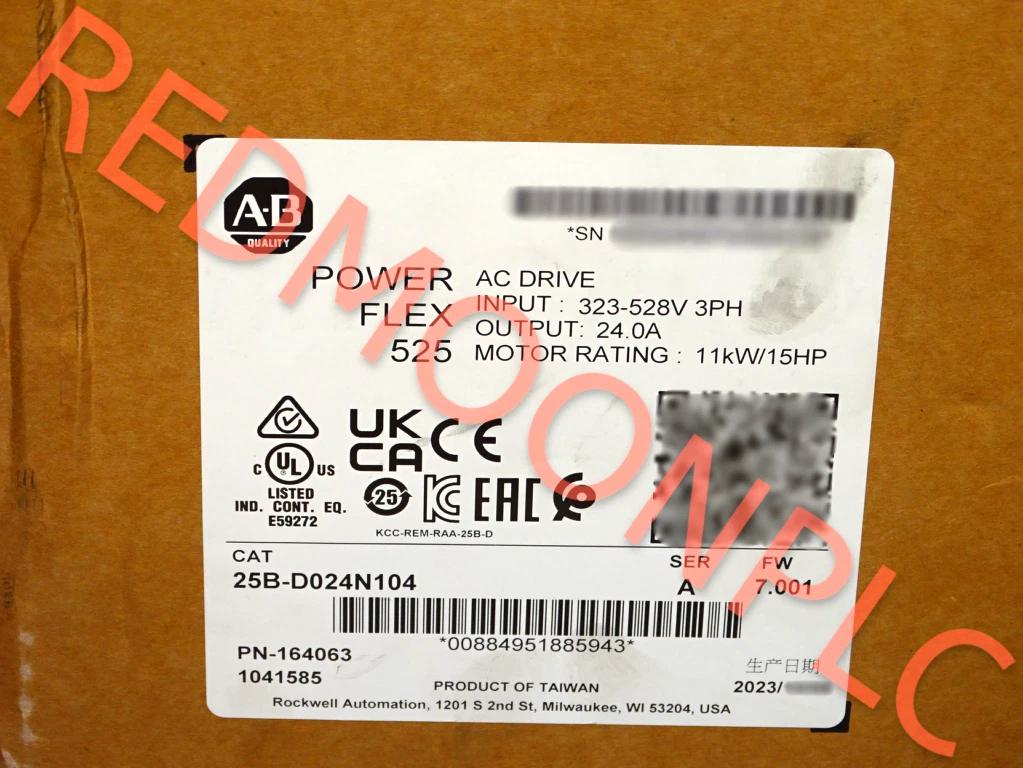 REDMOONPLC
A-B
QUALITY
*SN
POWER
FLEX
525
AC DRIVE
INPUT : 323-528V 3PH
OUTPUT: 24.0A
MOTOR RATING : 11kW/15HP
UK
CA
CE
C UL US
LISTED
IND. CONT. EQ.
E59272
25
KC
EAC
KCC-REM-RAA-25B-D
CAT
25B-D024N104
SER
A
FW
7.001
*00884951885943*
PN-164063
1041585
生产日期
2023/
PRODUCT OF TAIWAN
Rockwell Automation, 1201 S 2nd St, Milwaukee, WI 53204, USA